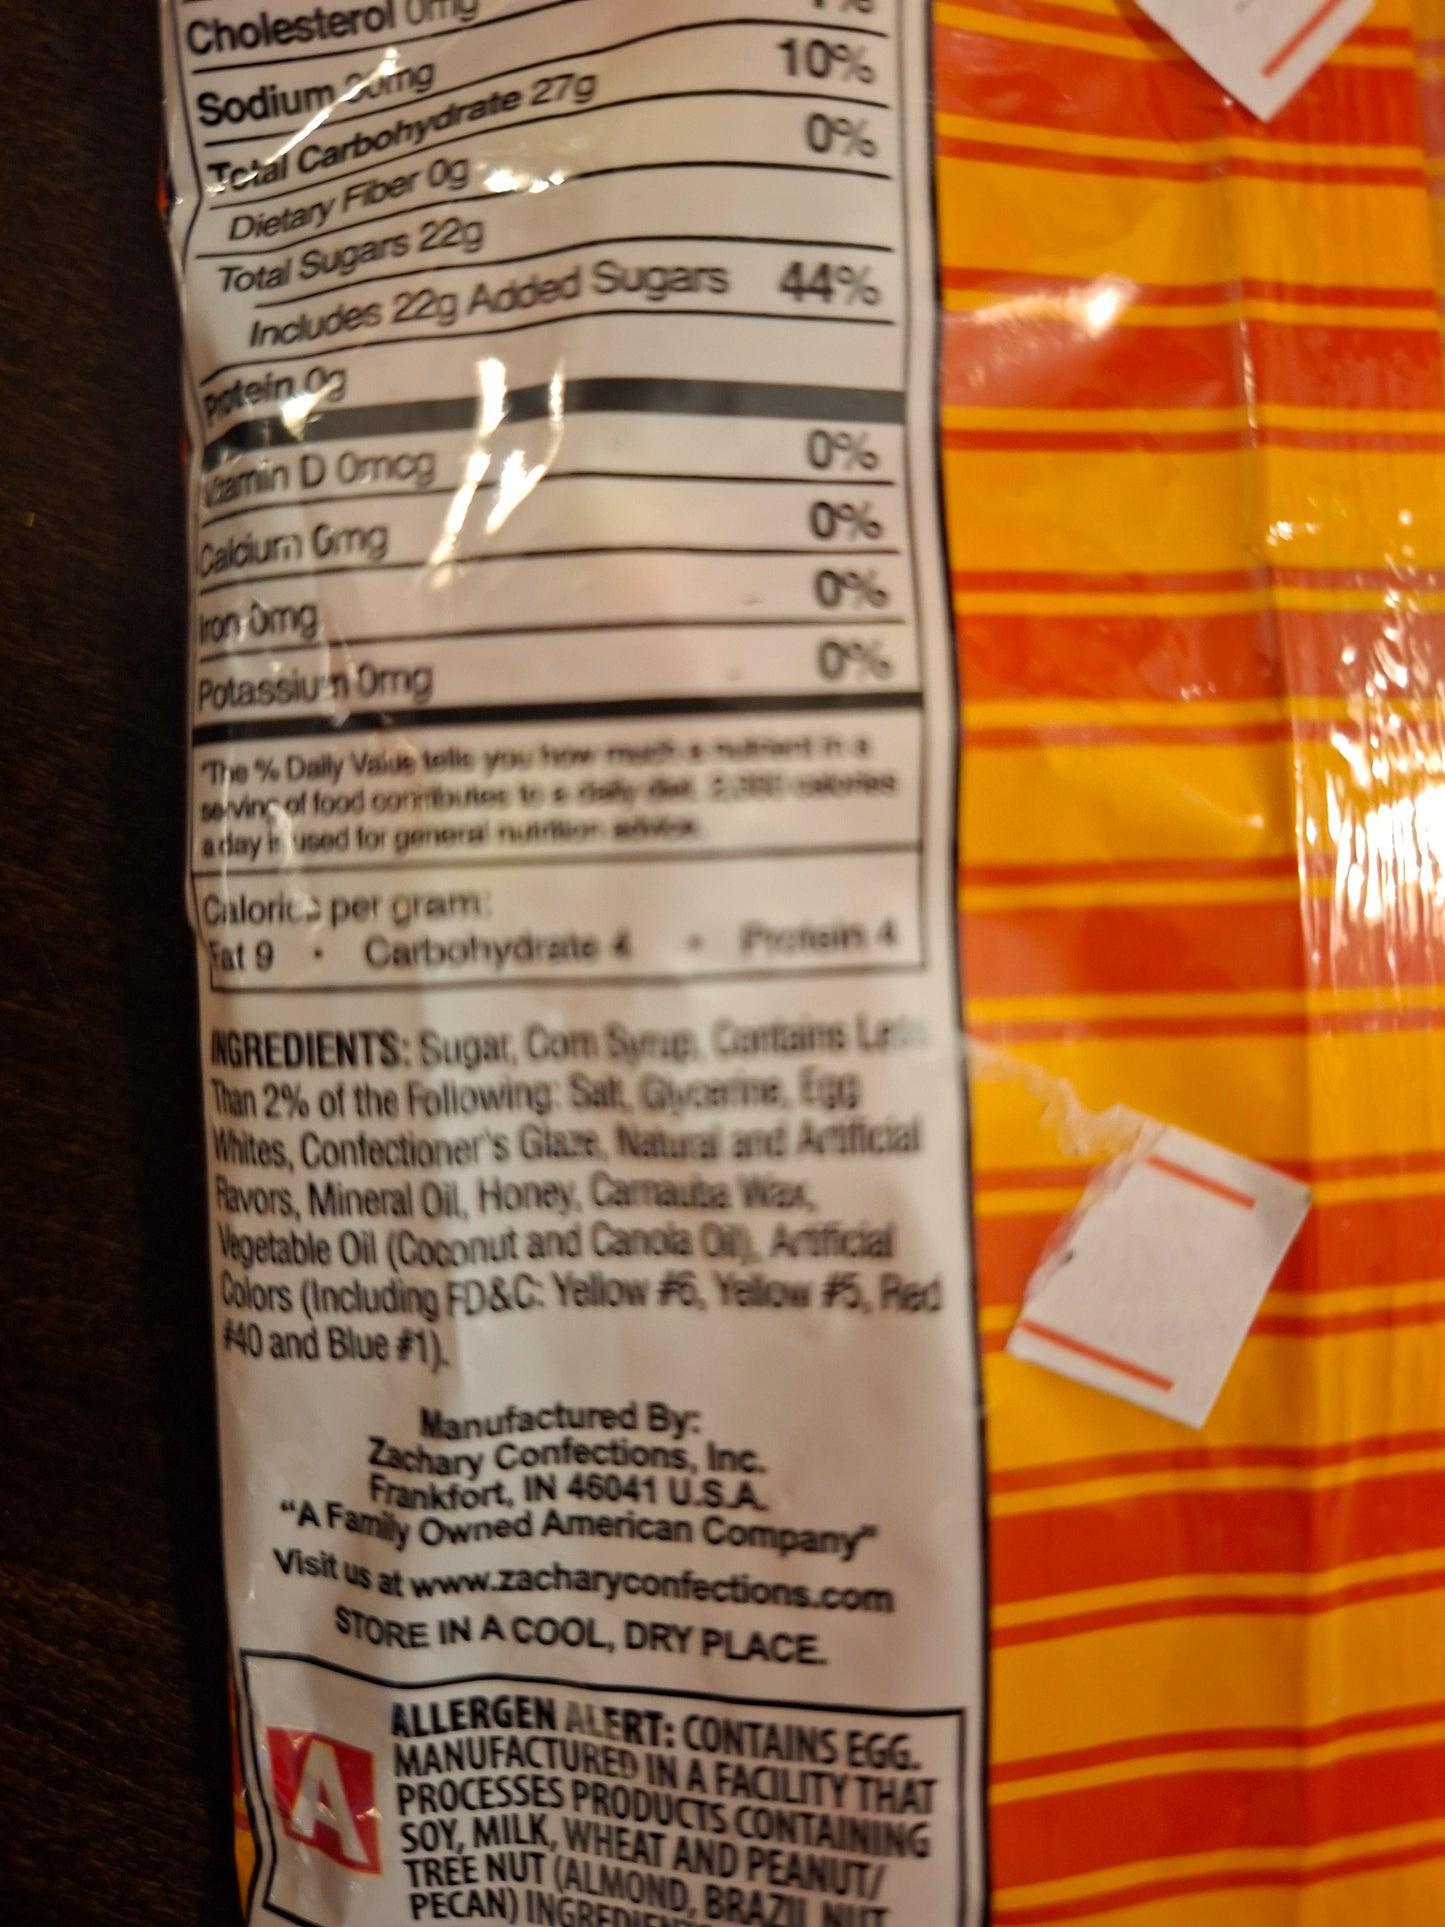 Cholesterol 0mg
Sodium
10%
Total Carbohydrate 27g
0%
Dietary Fiber 0g
Total Sugars 22g
Includes 22g Added Sugars 44%
Protein 0g
Vitamin D 0mcg 0%
Calcium 0mg 0%
Iron 0mg 0%
Potassium 0mg 0%
*The % Daily Value tells you how much a nutrient in a
serving of food contributes to a daily diet. 2,000 calories
a day is used for general nutrition advice.
Calories per gram:
Fat 9 • Carbohydrate 4 • Protein 4
INGREDIENTS: Sugar, Corn Syrup, Contains Less
Than 2% of the Following: Salt, Glycerine, Egg
Whites, Confectioner's Glaze, Natural and Artificial
Flavors, Mineral Oil, Honey, Carnauba Wax,
Vegetable Oil (Coconut and Canola Oil), Artificial
Colors (Including FD&C: Yellow #6, Yellow #5, Red
#40 and Blue #1).
Manufactured By:
Zachary Confections, Inc.
Frankfort, IN 46041 U.S.A.
"A Family Owned American Company"
Visit us at www.zacharyconfections.com
STORE IN A COOL, DRY PLACE.
A
ALLERGEN ALERT: CONTAINS EGG.
MANUFACTURED IN A FACILITY THAT
PROCESSES PRODUCTS CONTAINING
SOY, MILK, WHEAT AND PEANUT/
TREE NUT (ALMOND, BRAZIL NUT
PECAN)